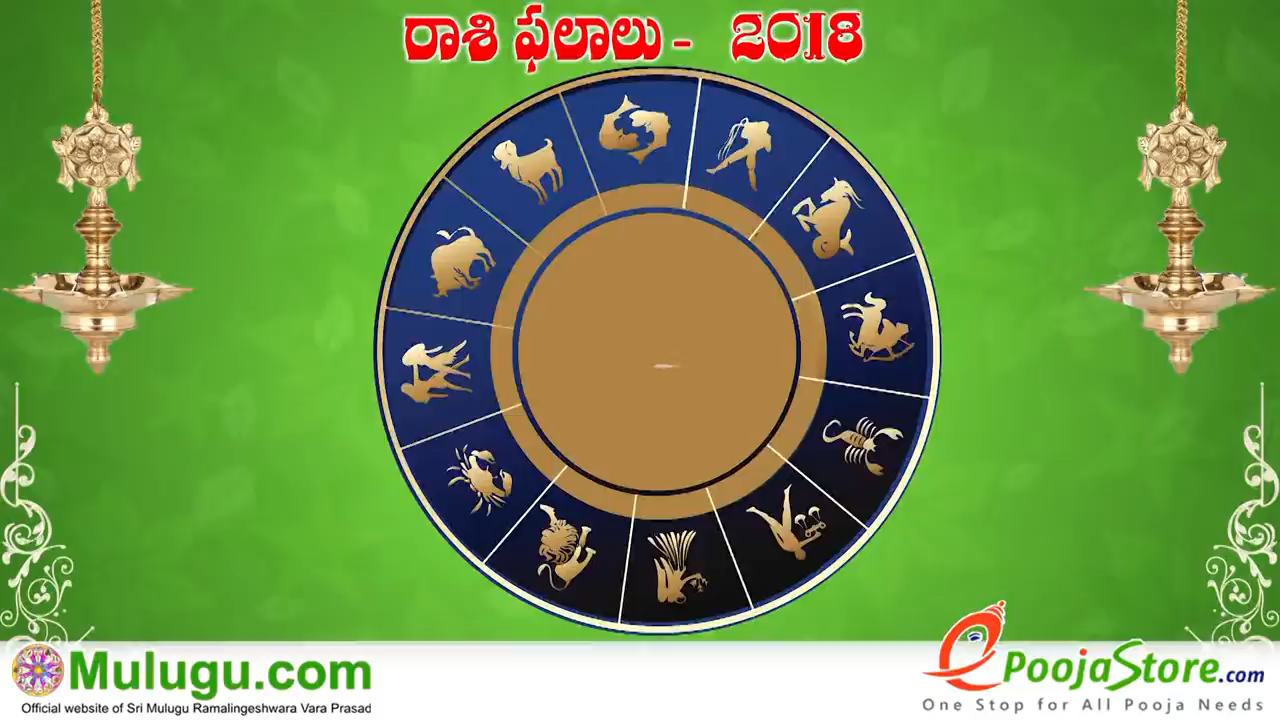 రాశి ఫలాలు - 2018
Mulugu.com
Official website of Sri Mulugu Ramalingeshwara Vara Prasad
ePoojaStore.com
One Stop for All Pooja Needs